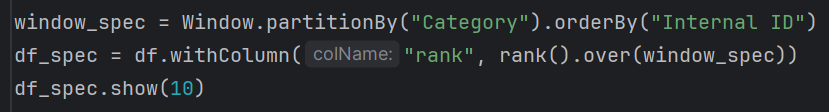 window_spec = Window.partitionBy("Category").orderBy("Internal ID")
df_spec = df.withColumn( colName: "rank", rank().over(window_spec))
df_spec.show(10)